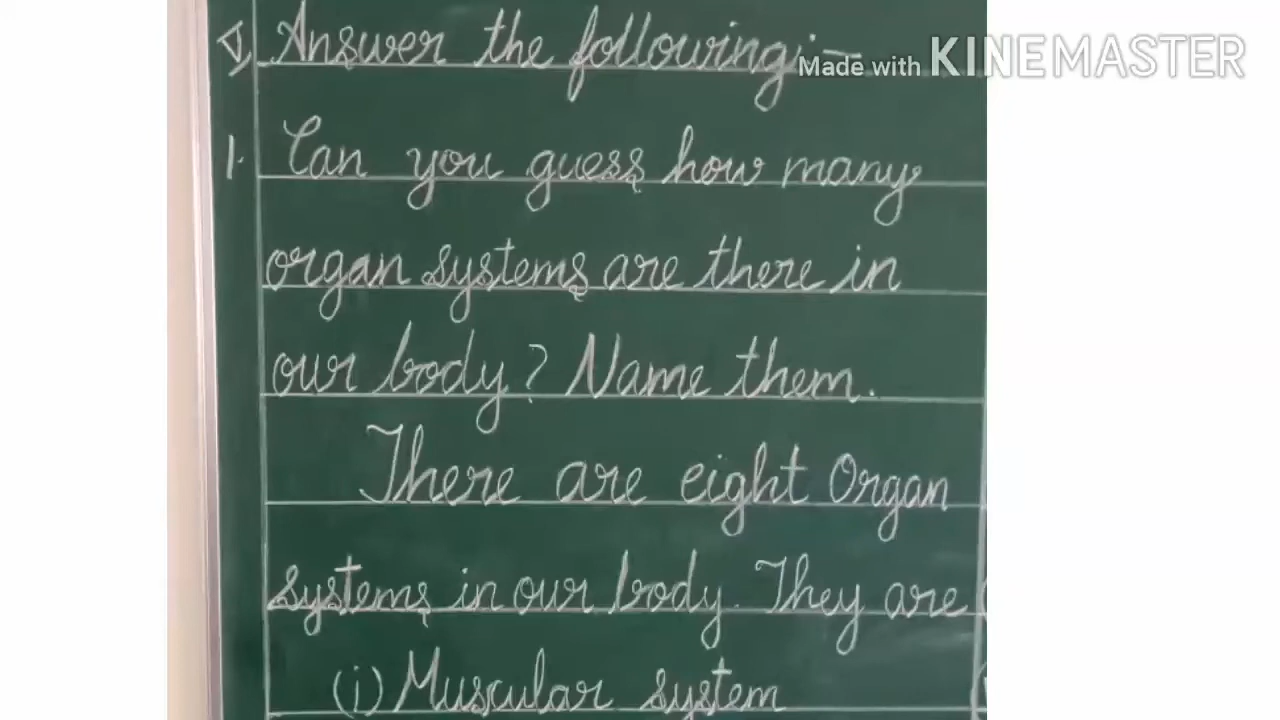 V, Answer the following:-
Made with KINEMASTER
1. Can you guess how many
organ systems are there in
our body? Name them.
There are eight Organ
systems in our body. They are
(i) Muscular system